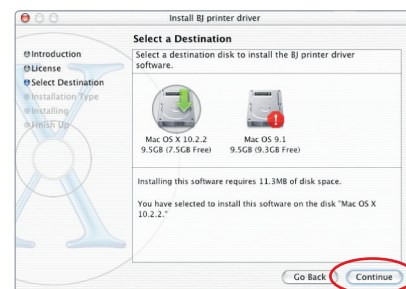 Install BJ printer driver
Select a Destination
Introduction
License
Select Destination
Installation Type
Installing
Finish Up
Select a destination disk to install the BJ printer driver
software.
Mac OS X 10.2.2
9.5GB (7.5GB Free)
Mac OS 9.1
9.5GB (9.3GB Free)
Installing this software requires 11.3MB of disk space.
You have selected to install this software on the disk "Mac OS X
10.2.2."
Go Back
Continue